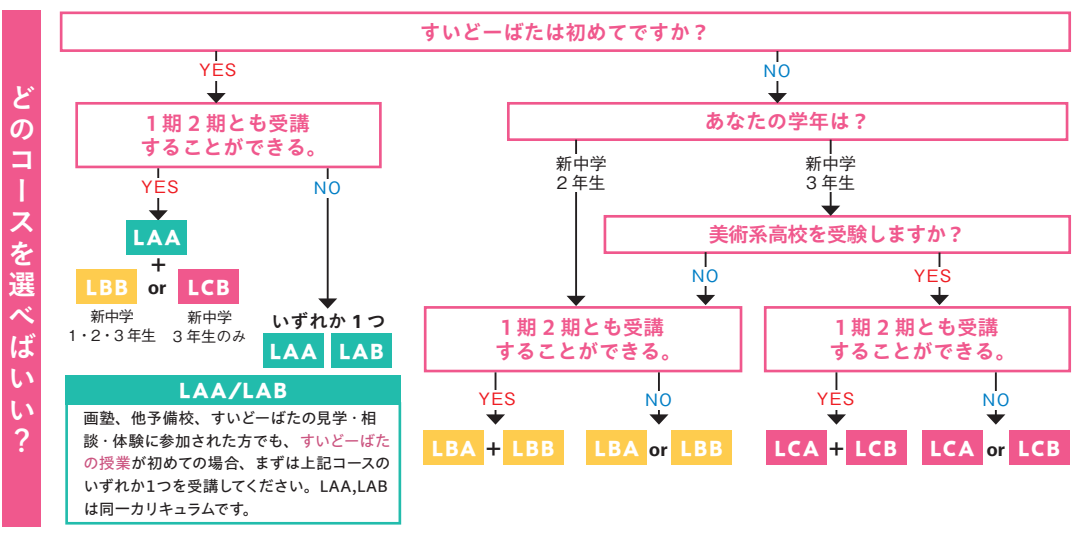 どのコースを選べばいい？
すいどーばたは初めてですか？
YES
NO
1期2期とも受講
することができる。
あなたの学年は？
YES
NO
新中学
2年生
新中学
3年生
LAA
+
LBB or LCB
新中学
1・2・3年生
新中学
3年生のみ
いずれか1つ
LAA LAB
美術系高校を受験しますか？
NO
YES
1期2期とも受講
することができる。
1期2期とも受講
することができる。
YES
NO
YES
NO
LBA + LBB
LBA or LBB
LCA + LCB
LCA or LCB
LAA/LAB
画塾、他予備校、すいどーばたの見学・相
談・体験に参加された方でも、すいどーばた
の授業が初めての場合、まずは上記コースの
いずれか1つを受講してください。LAA,LAB
は同一カリキュラムです。